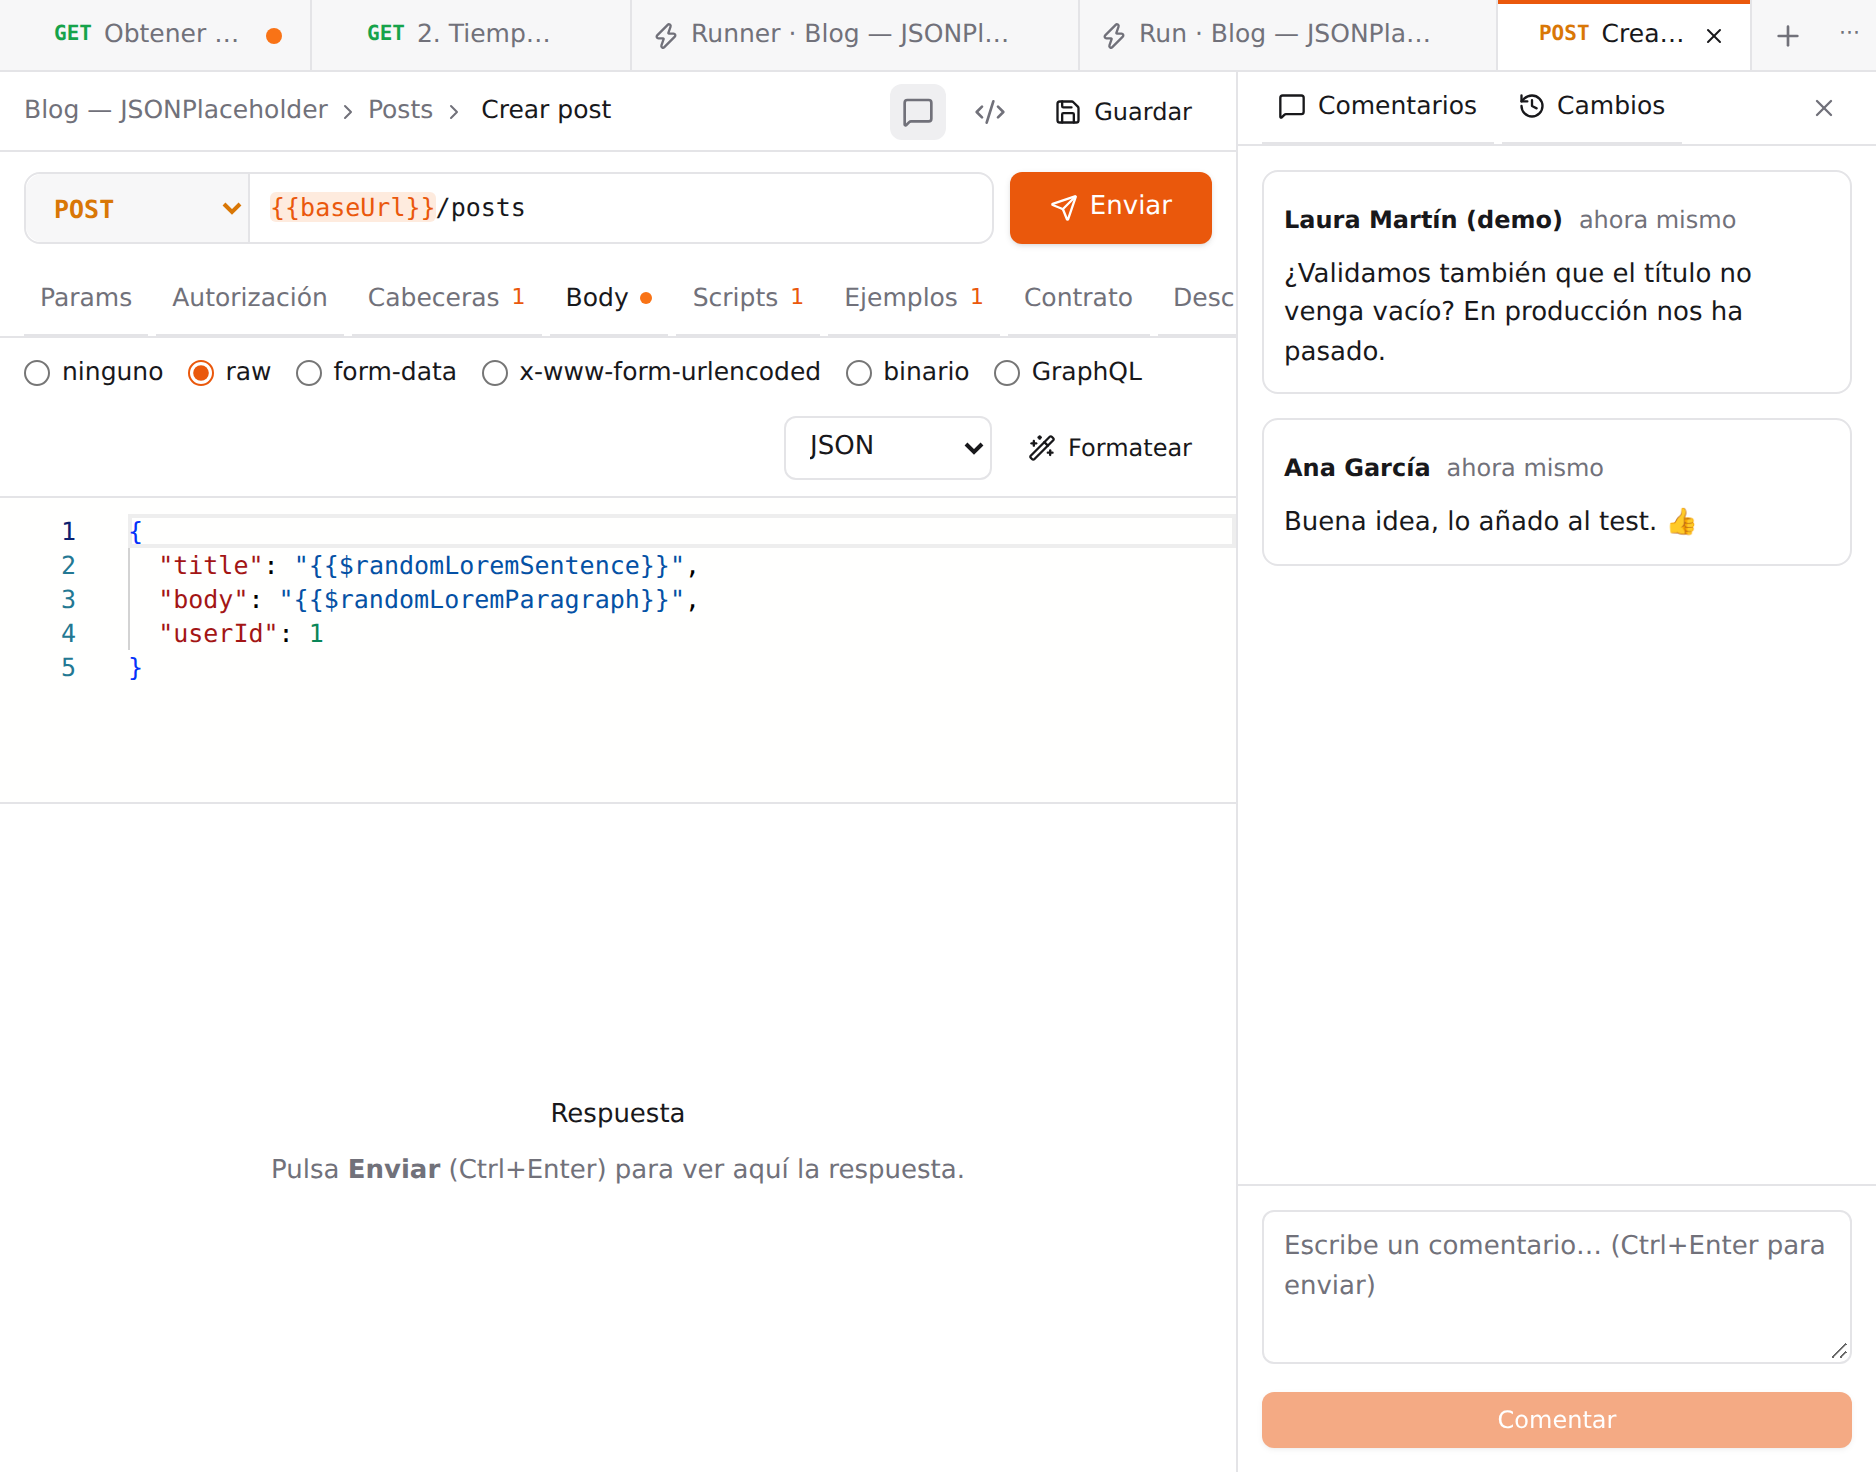 GET Obtener ...
GET 2. Tiemp...
Runner · Blog — JSONPl...
Run · Blog — JSONPla...
POST Crea...
Blog — JSONPlaceholder > Posts > Crear post
Guardar
POST
{{baseUrl}}/posts
Enviar
Params Autorización Cabeceras 1 Body Scripts 1 Ejemplos 1 Contrato Desc
ninguno raw form-data x-www-form-urlencoded binario GraphQL
JSON
Formatear
1 {
2 "title": "{{$randomLoremSentence}}",
3 "body": "{{$randomLoremParagraph}}",
4 "userId": 1
5 }
Respuesta
Pulsa Enviar (Ctrl+Enter) para ver aquí la respuesta.
Comentarios Cambios
Laura Martín (demo) ahora mismo
¿Validamos también que el título no
venga vacío? En producción nos ha
pasado.
Ana García ahora mismo
Buena idea, lo añado al test. 👍
Escribe un comentario... (Ctrl+Enter para
enviar)
Comentar